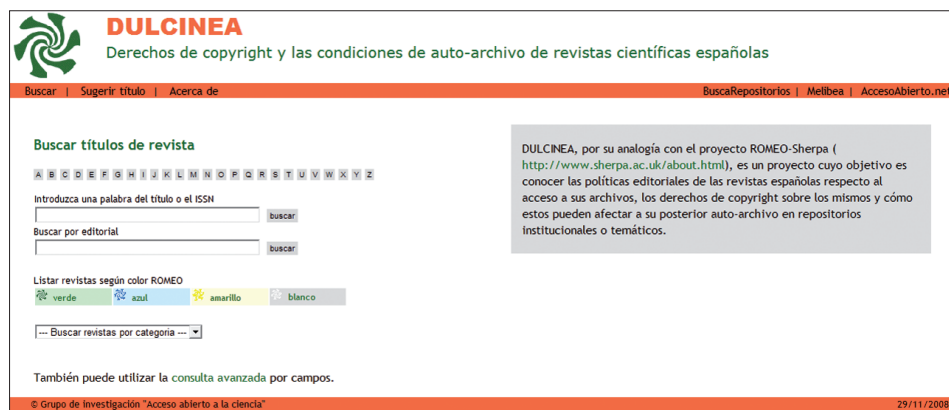 DULCINEA
Derechos de copyright y las condiciones de auto-archivo de revistas científicas españolas
Buscar | Sugerir título | Acerca de
BuscaRepositorios | Melibea | AccesoAbierto.net
Buscar títulos de revista
A B C D E F G H I J K L M N O P Q R S T U V W X Y Z
Introduzca una palabra del título o el ISSN
buscar
Buscar por editorial
buscar
Listar revistas según color ROMEO
verde azul amarillo blanco
--- Buscar revistas por categoria ---
También puede utilizar la consulta avanzada por campos.
DULCINEA, por su analogía con el proyecto ROMEO-Sherpa (
http://www.sherpa.ac.uk/about.html), es un proyecto cuyo objetivo es
conocer las políticas editoriales de las revistas españolas respecto al
acceso a sus archivos, los derechos de copyright sobre los mismos y cómo
estos pueden afectar a su posterior auto-archivo en repositorios
institucionales o temáticos.
© Grupo de investigación "Acceso abierto a la ciencia"
29/11/2008